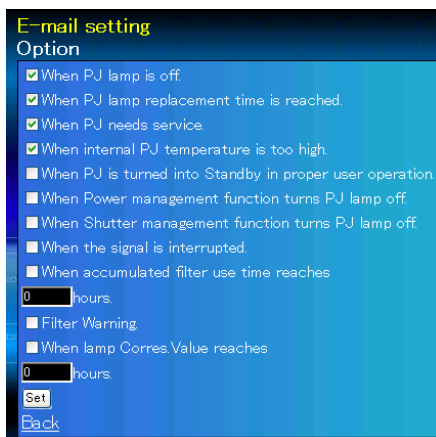 E-mail setting
Option
When PJ lamp is off.
When PJ lamp replacement time is reached.
When PJ needs service.
When internal PJ temperature is too high.
When PJ is turned into Standby in proper user operation.
When Power management function turns PJ lamp off.
When Shutter management function turns PJ lamp off.
When the signal is interrupted.
When accumulated filter use time reaches
0 hours.
Filter Warning.
When lamp Corres.Value reaches
0 hours.
Set
Back